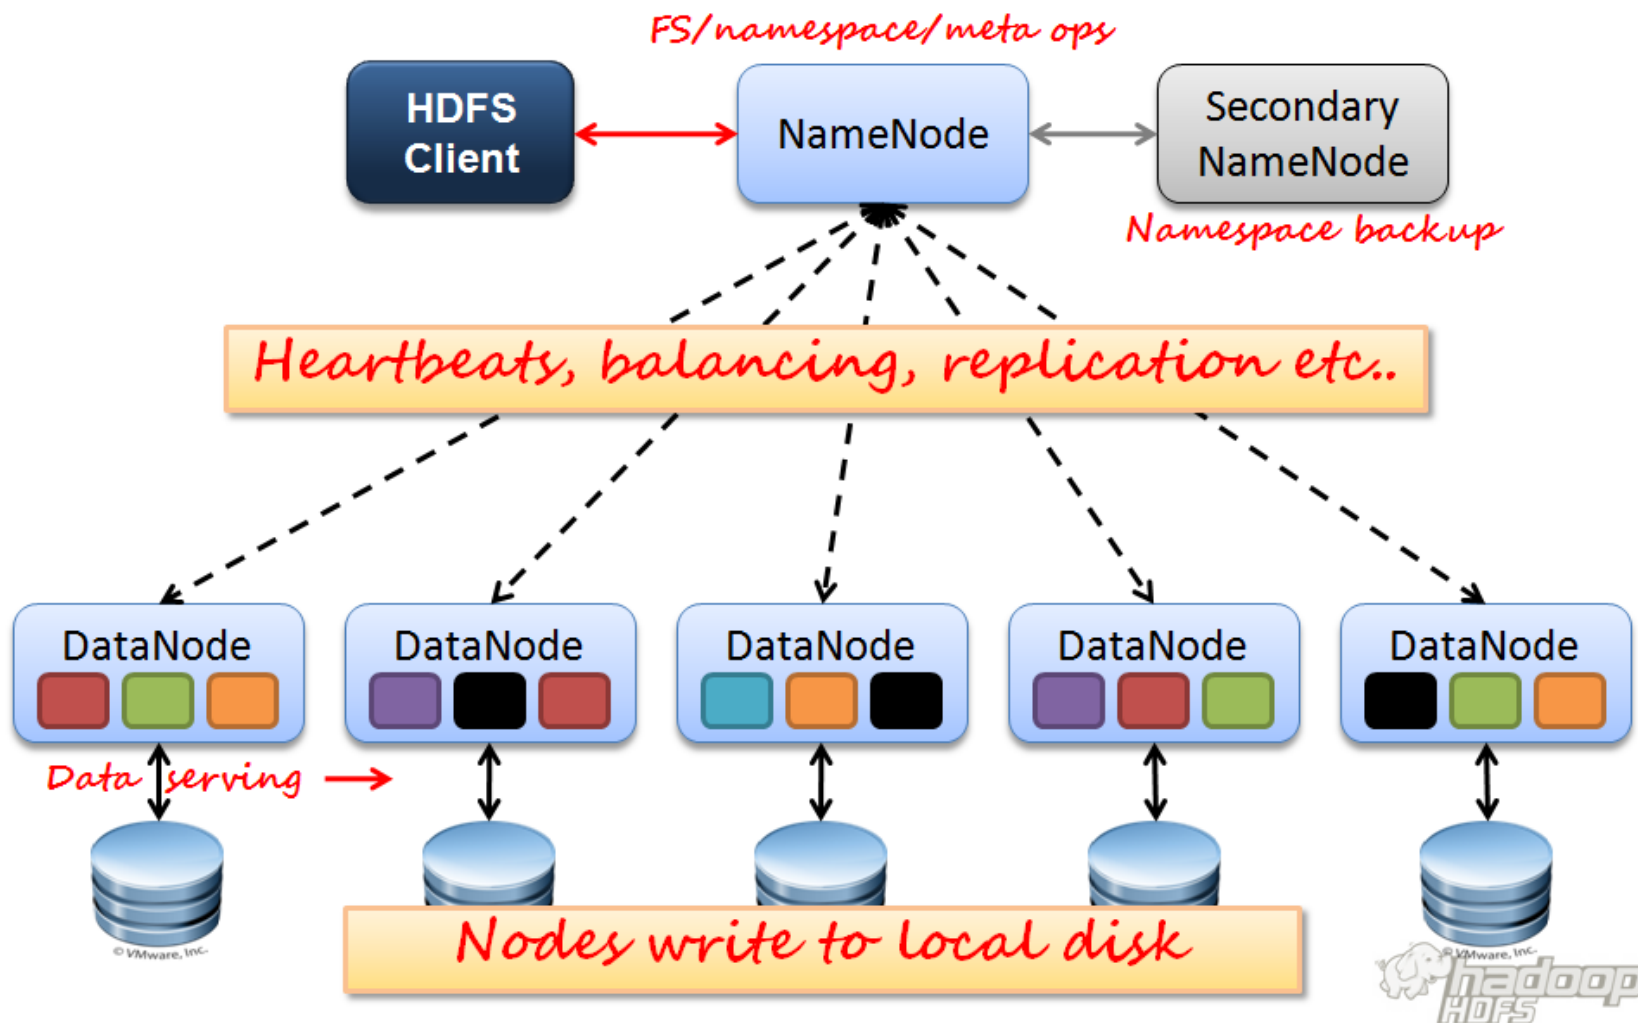 FS/namespace/meta ops
HDFS
Client
NameNode
Secondary
NameNode
Namespace backup
Heartbeats, balancing, replication etc..
DataNode
DataNode
DataNode
DataNode
DataNode
Data serving
© VMware, Inc.
Nodes write to local disk
© VMware, Inc.
hadoop
HDFS